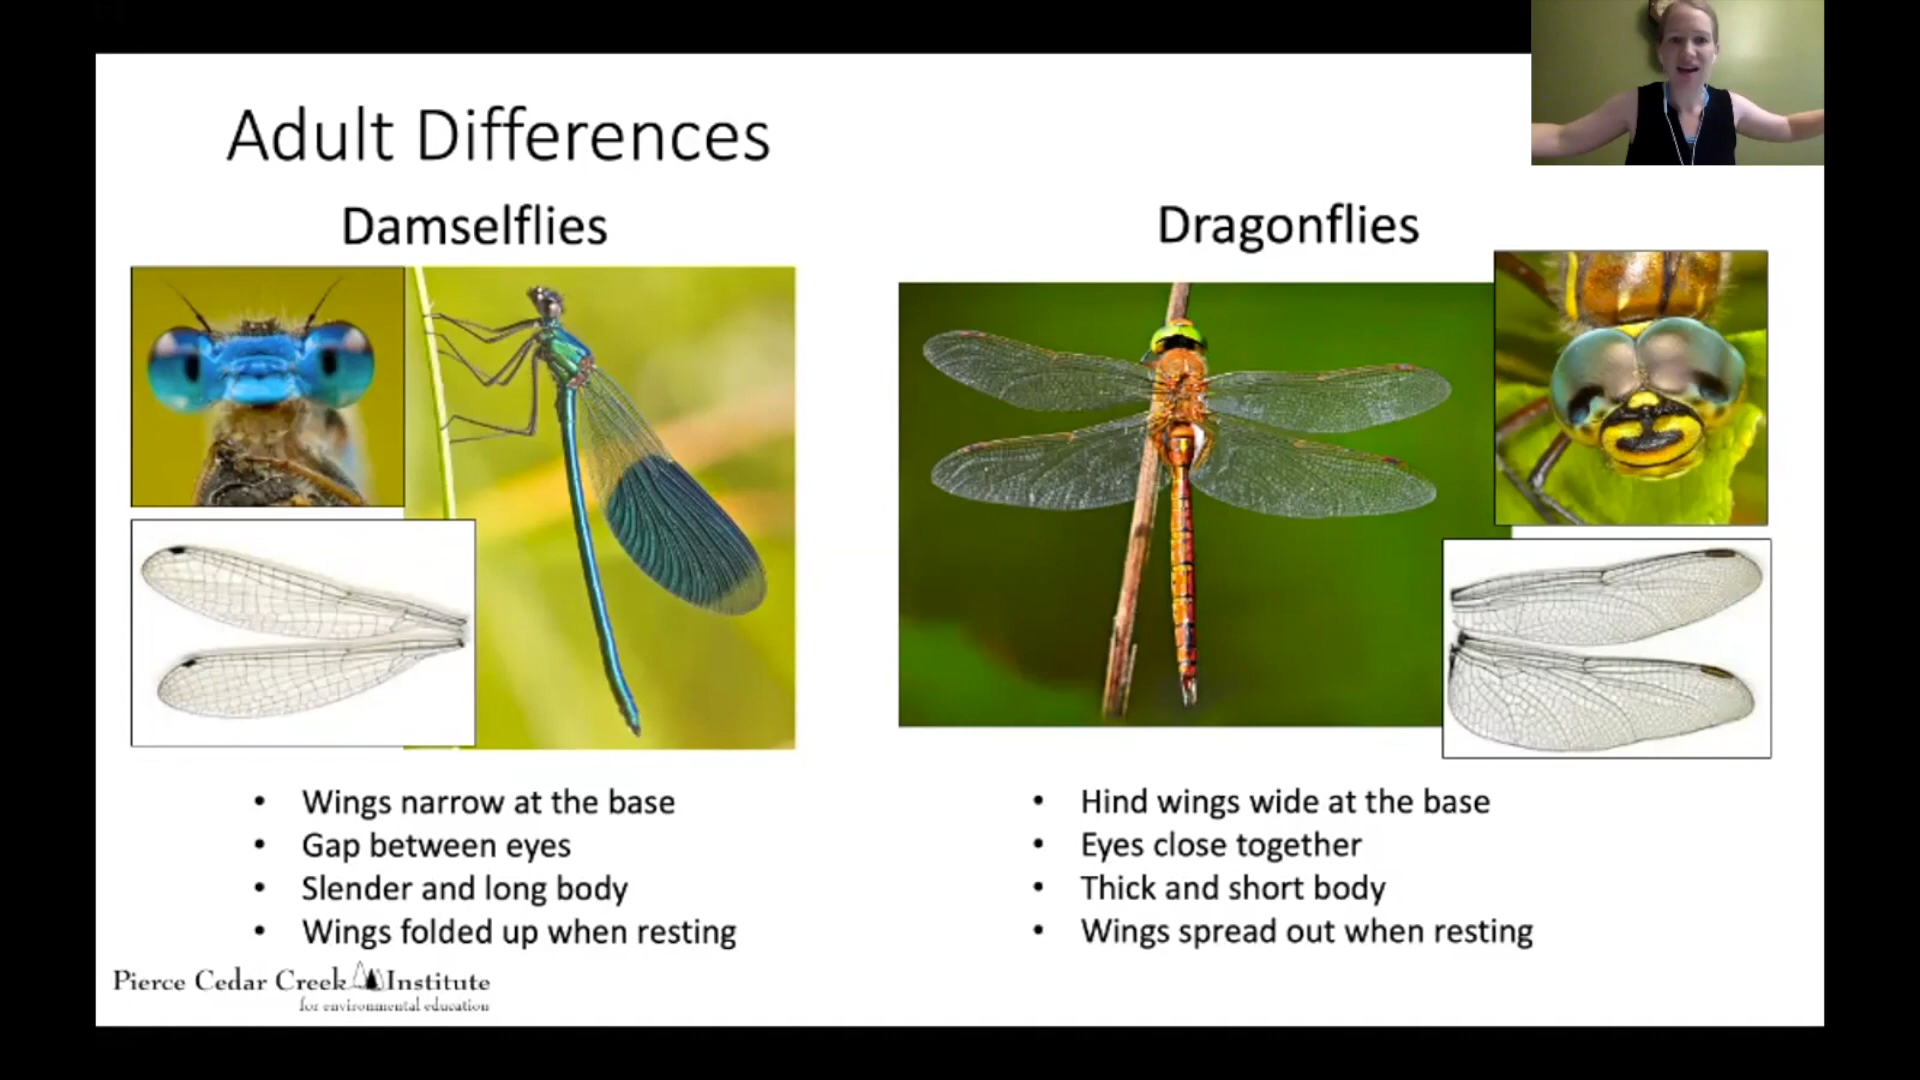 Adult Differences
Damselflies
Dragonflies
• Wings narrow at the base
• Gap between eyes
• Slender and long body
• Wings folded up when resting
• Hind wings wide at the base
• Eyes close together
• Thick and short body
• Wings spread out when resting
Pierce Cedar Creek Institute
for environmental education